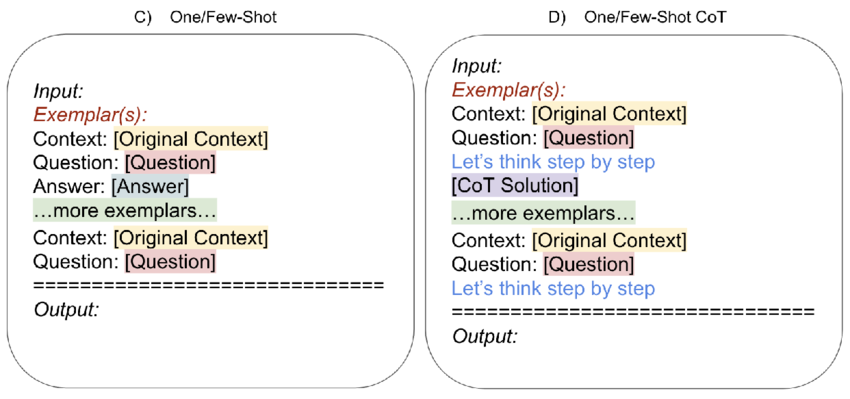 C) One/Few-Shot
Input:
Exemplar(s):
Context: [Original Context]
Question: [Question]
Answer: [Answer]
…more exemplars…
Context: [Original Context]
Question: [Question]
==============================
Output:
D) One/Few-Shot CoT
Input:
Exemplar(s):
Context: [Original Context]
Question: [Question]
Let's think step by step
[CoT Solution]
…more exemplars…
Context: [Original Context]
Question: [Question]
Let's think step by step
===============================
Output: